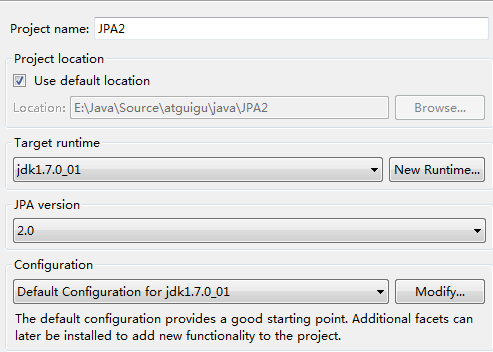 Project name: JPA2
Project location
Use default location
Location: E:\Java\Source\atguigu\java\JPA2 Browse...
Target runtime
jdk1.7.0_01 New Runtime...
JPA version
2.0
Configuration
Default Configuration for jdk1.7.0_01 Modify...
The default configuration provides a good starting point. Additional facets can
later be installed to add new functionality to the project.